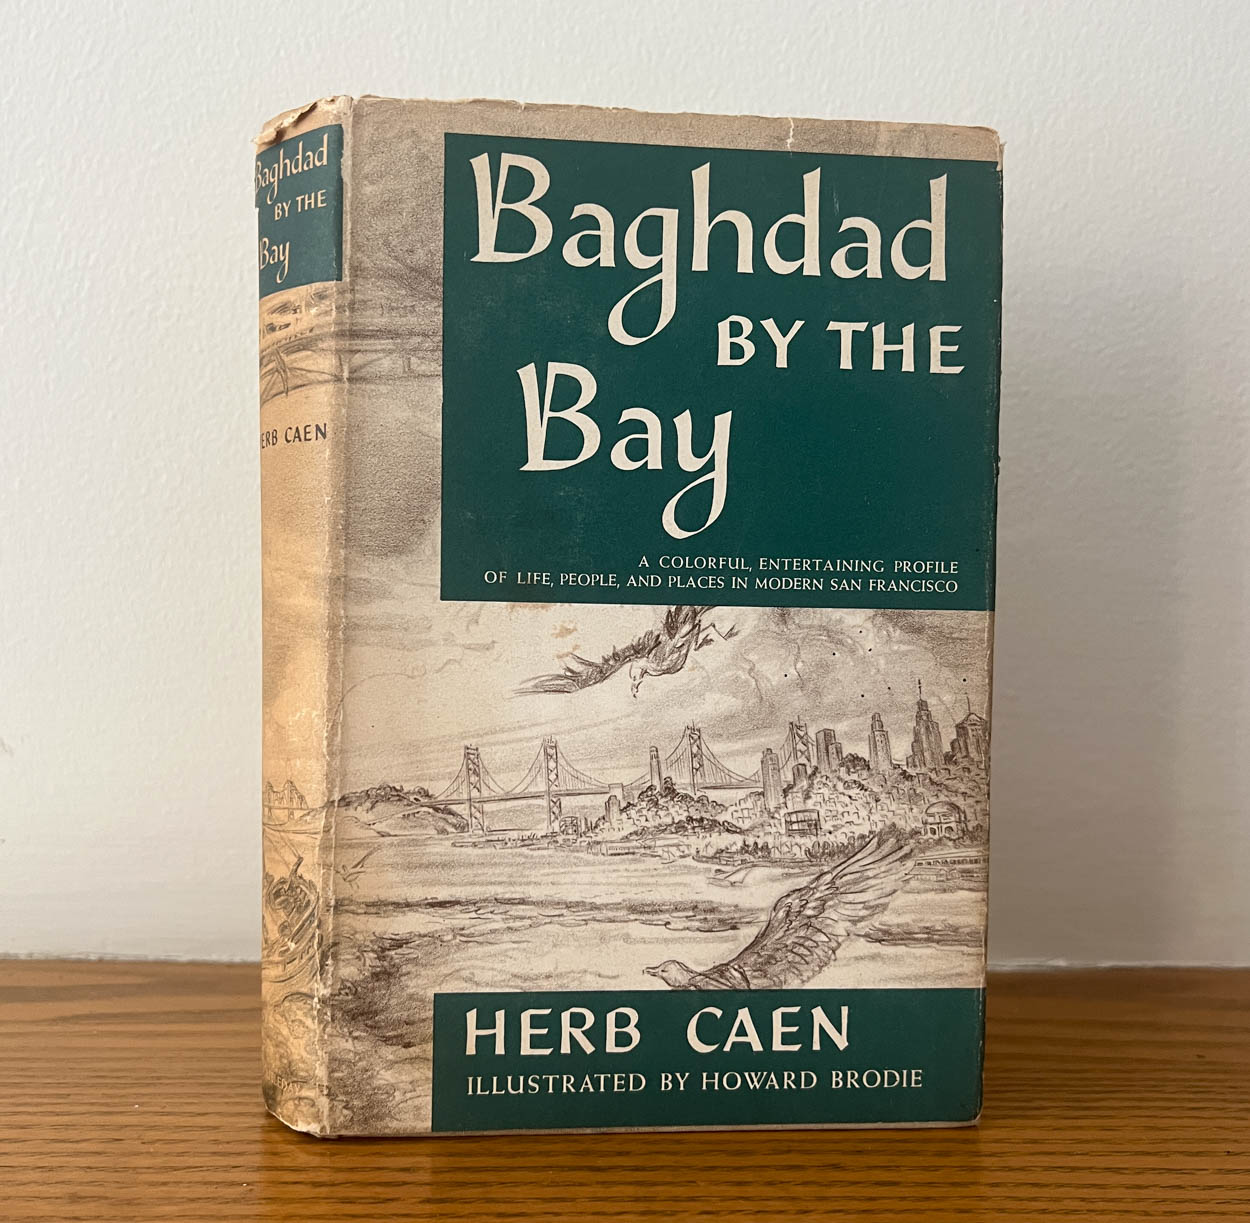 Baghdad
BY THE
Bay
HERB CAEN
Baghdad
BY THE
Bay
A COLORFUL, ENTERTAINING PROFILE
OF LIFE, PEOPLE, AND PLACES IN MODERN SAN FRANCISCO
HERB CAEN
ILLUSTRATED BY HOWARD BRODIE